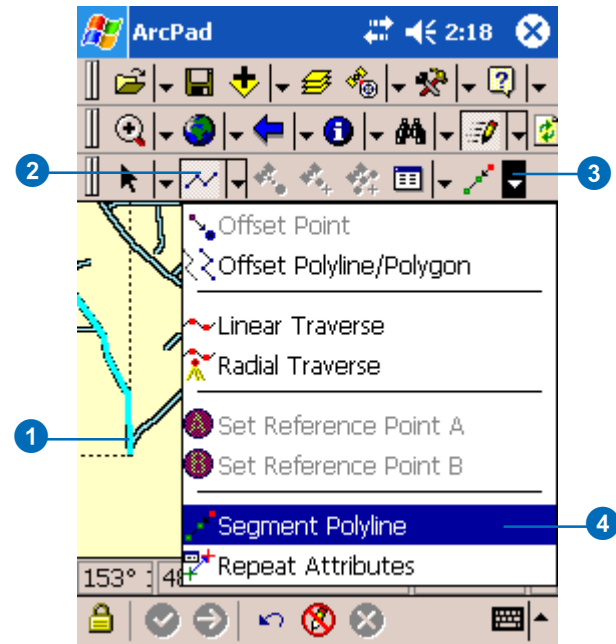 ArcPad 2:18
2
3
Offset Point
Offset Polyline/Polygon
Linear Traverse
Radial Traverse
A Set Reference Point A
1
B Set Reference Point B
Segment Polyline
4
Repeat Attributes
153°